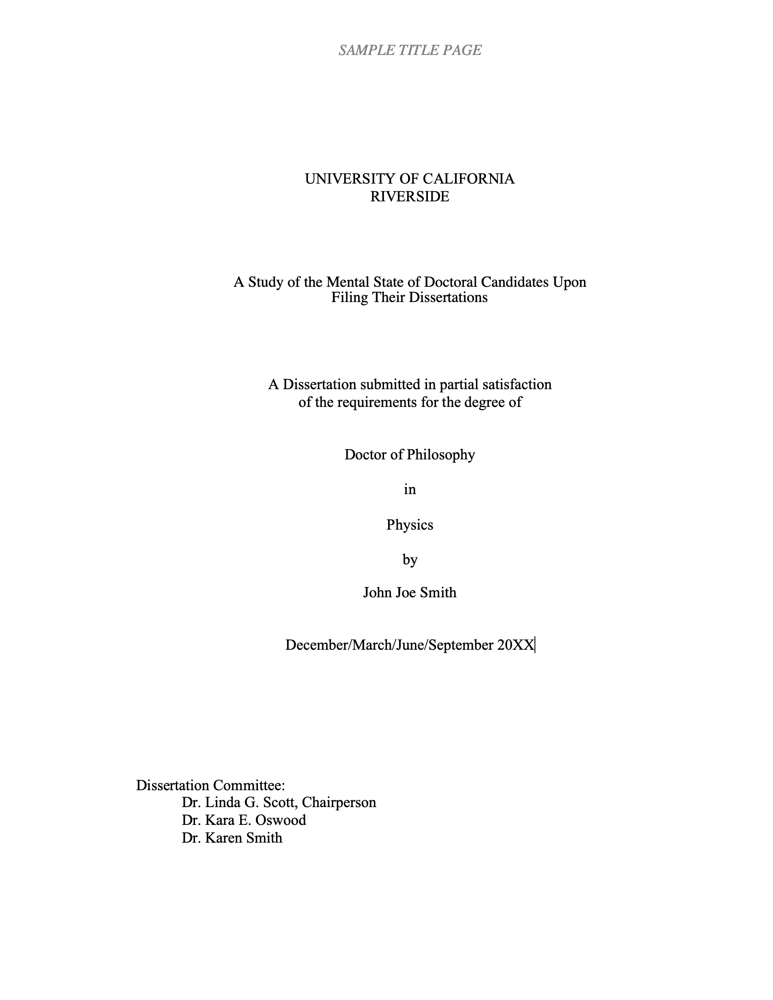 SAMPLE TITLE PAGE
UNIVERSITY OF CALIFORNIA
RIVERSIDE
A Study of the Mental State of Doctoral Candidates Upon
Filing Their Dissertations
A Dissertation submitted in partial satisfaction
of the requirements for the degree of
Doctor of Philosophy
in
Physics
by
John Joe Smith
December/March/June/September 20XX
Dissertation Committee:
Dr. Linda G. Scott, Chairperson
Dr. Kara E. Oswood
Dr. Karen Smith